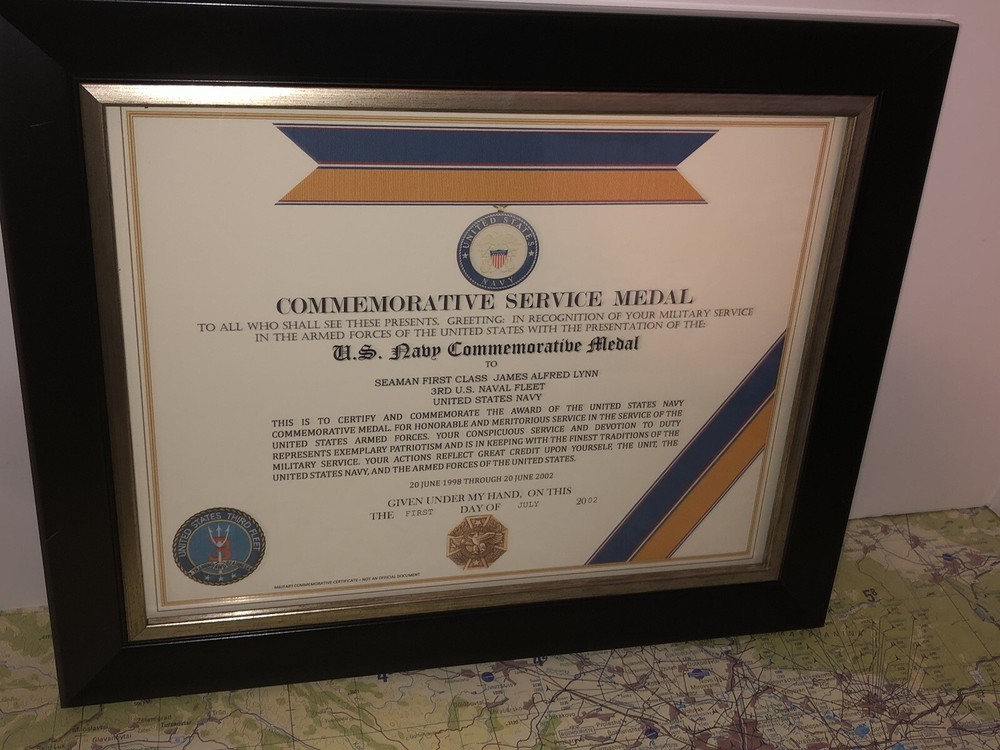 UNITED STATES
NAVY
COMMEMORATIVE SERVICE MEDAL
TO ALL WHO SHALL SEE THESE PRESENTS, GREETING: IN RECOGNITION OF YOUR MILITARY SERVICE
IN THE ARMED FORCES OF THE UNITED STATES WITH THE PRESENTATION OF THE:
U.S. Navy Commemorative Medal
TO
SEAMAN FIRST CLASS JAMES ALFRED LYNN
3RD U.S. NAVAL FLEET
UNITED STATES NAVY
THIS IS TO CERTIFY AND COMMEMORATE THE AWARD OF THE UNITED STATES NAVY
COMMEMORATIVE MEDAL. FOR HONORABLE AND MERITORIOUS SERVICE IN THE SERVICE OF THE
UNITED STATES ARMED FORCES. YOUR CONSPICUOUS SERVICE AND DEVOTION TO DUTY
REPRESENTS EXEMPLARY PATRIOTISM AND IS IN KEEPING WITH THE FINEST TRADITIONS OF THE
MILITARY SERVICE. YOUR ACTIONS REFLECT GREAT CREDIT UPON YOURSELF, THE UNIT, THE
UNITED STATES NAVY, AND THE ARMED FORCES OF THE UNITED STATES.
20 JUNE 1998 THROUGH 20 JUNE 2002
GIVEN UNDER MY HAND, ON THIS
THE FIRST DAY OF JULY 2002
UNITED STATES THIRD FLEET
MILITARY COMMEMORATIVE CERTIFICATE - NOT AN OFFICIAL DOCUMENT